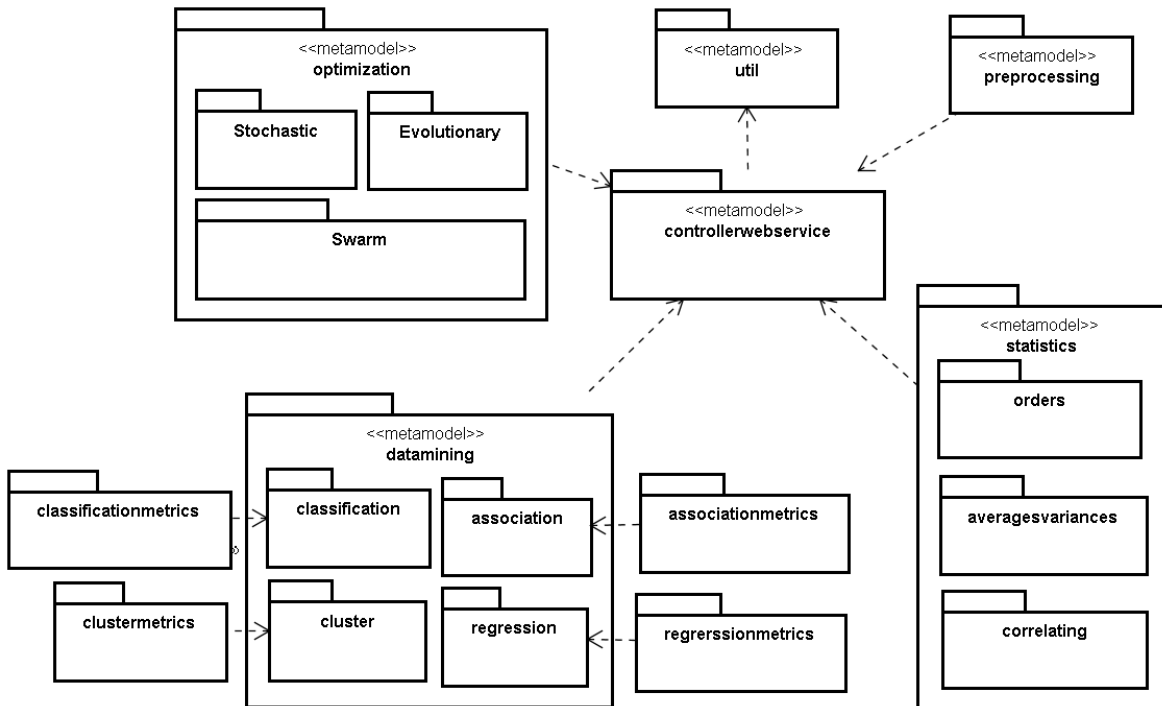 <<metamodel>>
optimization
Stochastic
Evolutionary
Swarm
<<metamodel>>
util
<<metamodel>>
preprocessing
<<metamodel>>
controllerwebservice
<<metamodel>>
statistics
orders
averagesvariances
correlating
<<metamodel>>
datamining
classification
association
cluster
regression
classificationmetrics
clustermetrics
associationmetrics
regrerssionmetrics